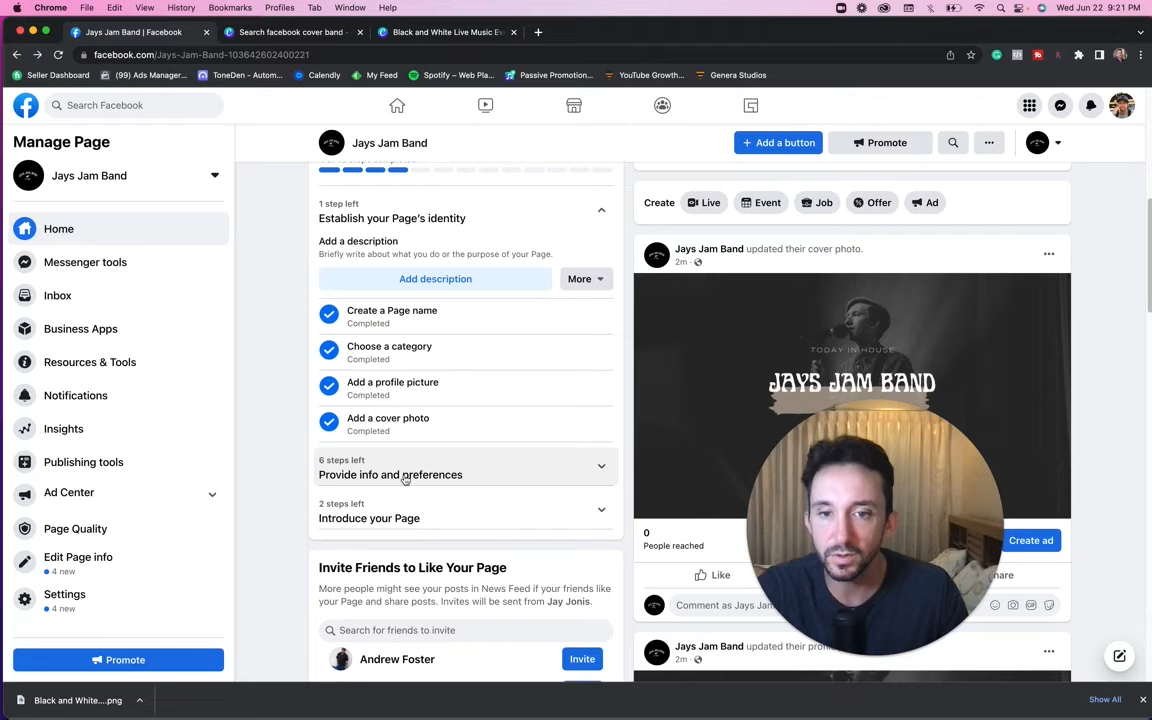 Chrome File Edit View History Bookmarks Profiles Tab Window Help
Wed Jun 22 9:21 PM
Jays Jam Band | Facebook
Search facebook cover band -
Black and White Live Music Ev
facebook.com/Jays-Jam-Band-103642602400221
Seller Dashboard
(99) Ads Manager...
ToneDen - Autom...
Calendly
My Feed
Spotify – Web Pla...
Passive Promotion...
YouTube Growth...
Genera Studios
Search Facebook
Manage Page
Jays Jam Band
Home
Messenger tools
Inbox
Business Apps
Resources & Tools
Notifications
Insights
Publishing tools
Ad Center
Page Quality
Edit Page info
4 new
Settings
4 new
Promote
Jays Jam Band
+ Add a button
Promote
1 step left
Establish your Page's identity
Add a description
Briefly write about what you do or the purpose of your Page.
Add description
More
Create a Page name
Completed
Choose a category
Completed
Add a profile picture
Completed
Add a cover photo
Completed
6 steps left
Provide info and preferences
2 steps left
Introduce your Page
Invite Friends to Like Your Page
More people might see your posts in News Feed if your friends like
your Page and share posts. Invites will be sent from Jay Jonis.
Search for friends to invite
Andrew Foster
Invite
Create
Live
Event
Job
Offer
Ad
Jays Jam Band updated their cover photo.
2m
TODAY IN HOUSE
JAYS JAM BAND
0
People reached
Create ad
Like
hare
Comment as Jays Jam
Jays Jam Band updated their pro
2m
Black and White....png
Show All